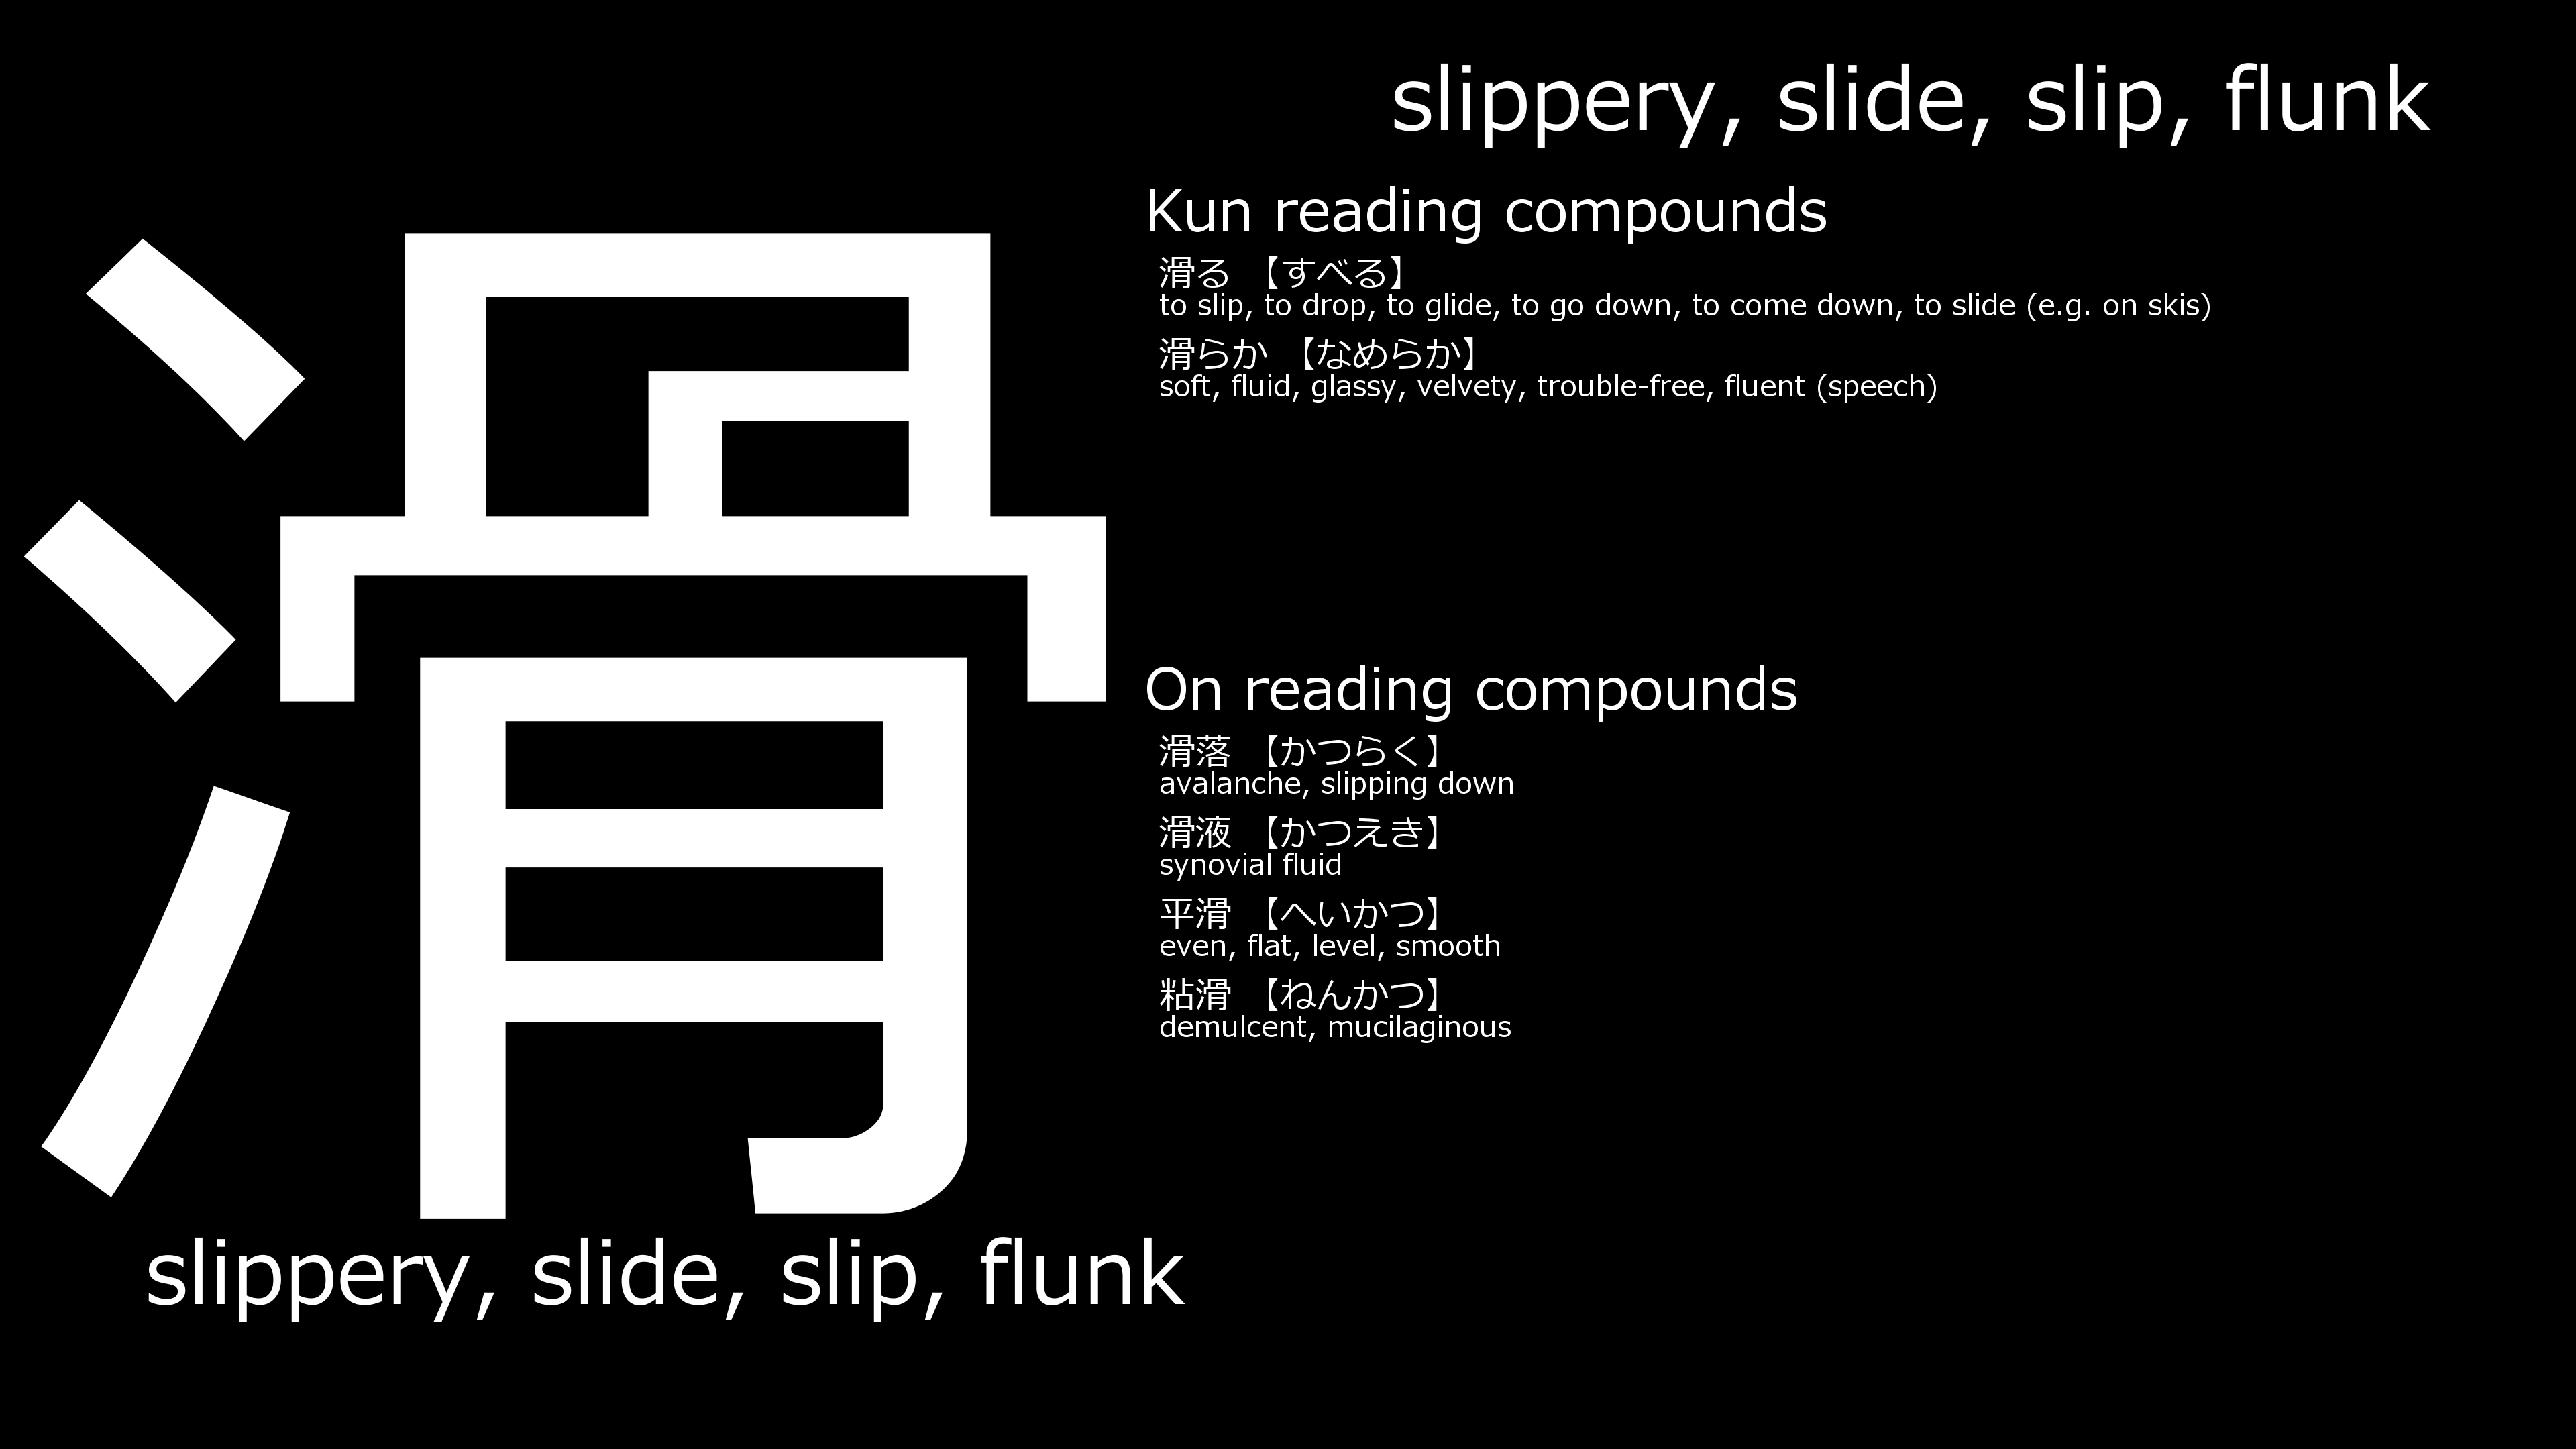 滑
slippery, slide, slip, flunk
slippery, slide, slip, flunk
Kun reading compounds
滑る 【すべる】
to slip, to drop, to glide, to go down, to come down, to slide (e.g. on skis)
滑らか 【なめらか】
soft, fluid, glassy, velvety, trouble-free, fluent (speech)
On reading compounds
滑落 【かつらく】
avalanche, slipping down
滑液 【かつえき】
synovial fluid
平滑 【へいかつ】
even, flat, level, smooth
粘滑 【ねんかつ】
demulcent, mucilaginous